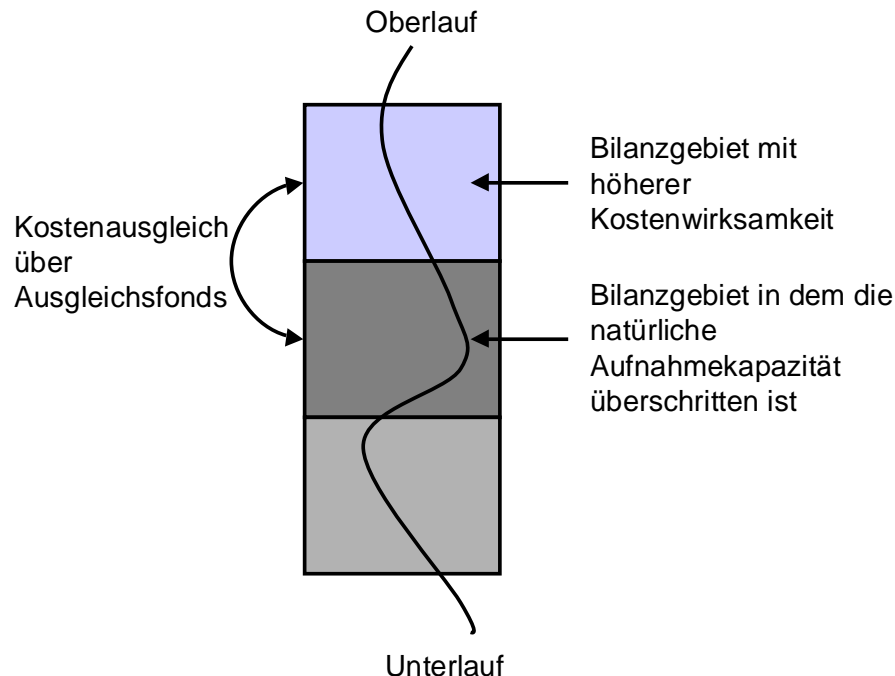 Oberlauf
Bilanzgebiet mit
höherer
Kostenwirksamkeit
Kostenausgleich
über
Ausgleichsfonds
Bilanzgebiet in dem die
natürliche
Aufnahmekapazität
überschritten ist
Unterlauf